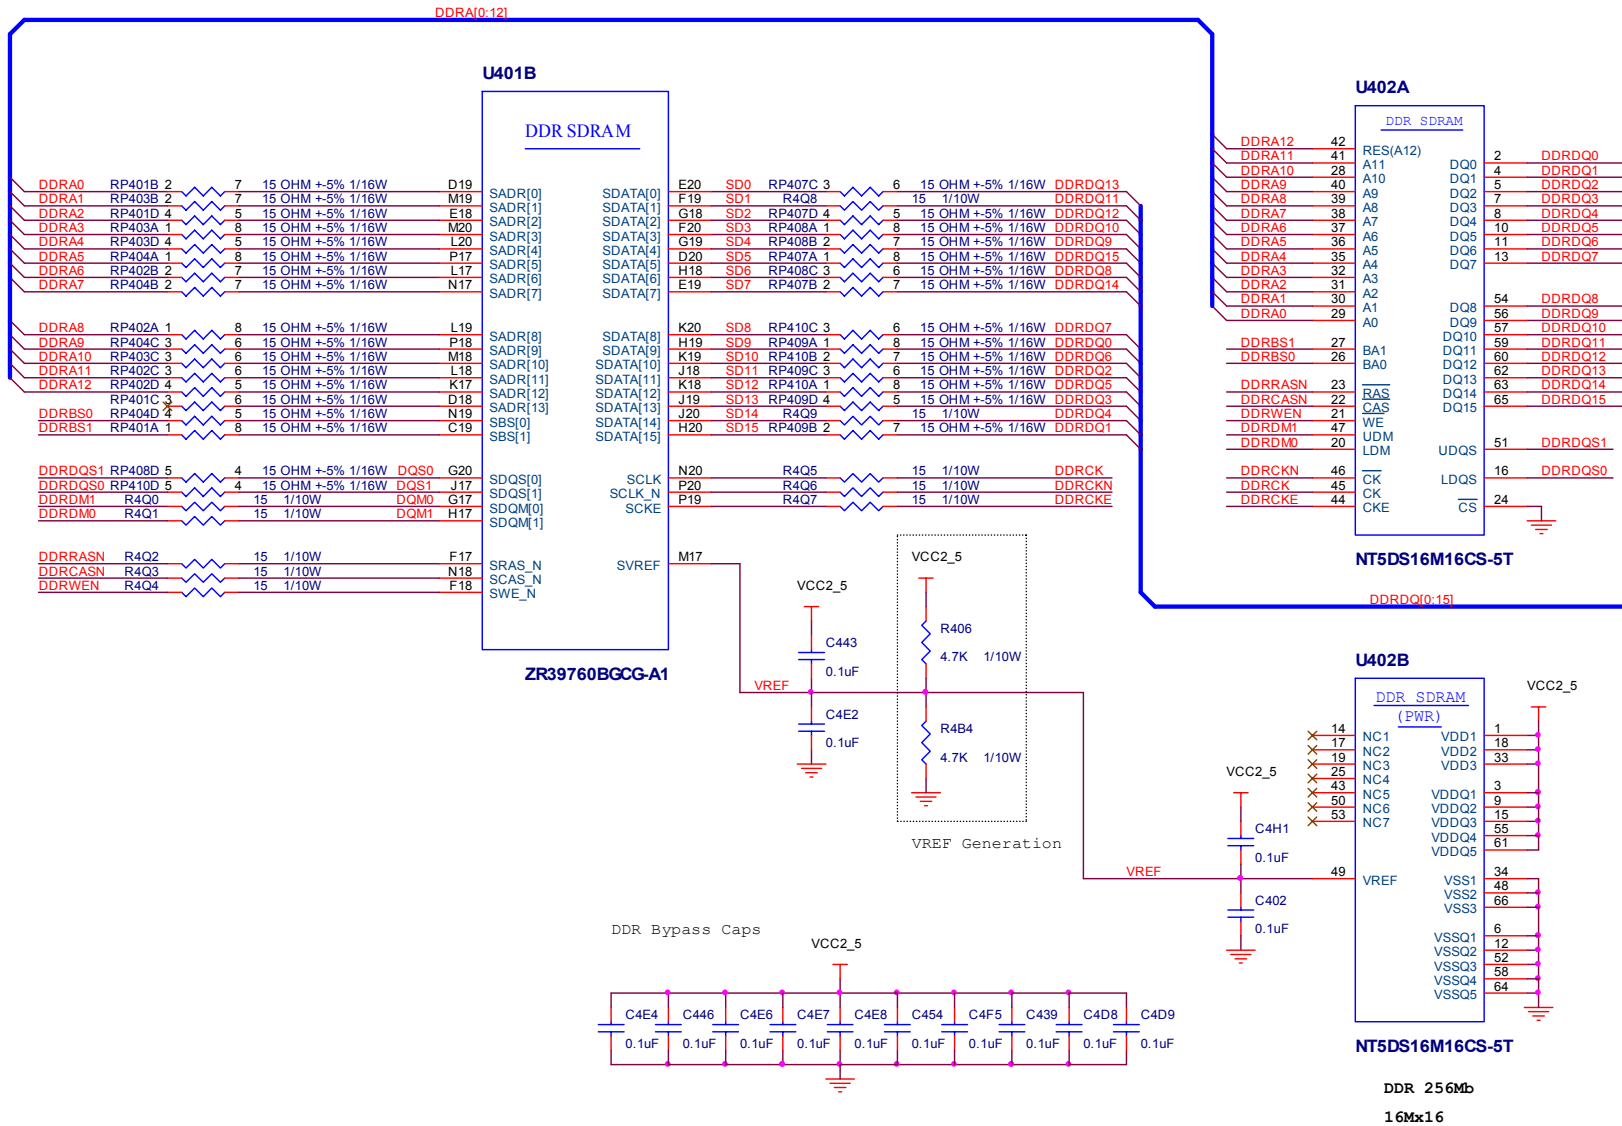 DDRA[0:12]
U401B
DDR SDRAM
DDRA0 RP401B 2 7 15 OHM +-5% 1/16W D19 SADR[0] SDATA[0] E20 SD0 RP407C 3 6 15 OHM +-5% 1/16W DDRDQ13
DDRA1 RP403B 2 7 15 OHM +-5% 1/16W M19 SADR[1] SDATA[1] F19 SD1 R4Q8 15 1/10W DDRDQ11
DDRA2 RP401D 4 5 15 OHM +-5% 1/16W E18 SADR[2] SDATA[2] G18 SD2 RP407D 4 5 15 OHM +-5% 1/16W DDRDQ12
DDRA3 RP403A 1 8 15 OHM +-5% 1/16W M20 SADR[3] SDATA[3] F20 SD3 RP408A 1 8 15 OHM +-5% 1/16W DDRDQ10
DDRA4 RP403D 4 5 15 OHM +-5% 1/16W L20 SADR[4] SDATA[4] G19 SD4 RP408B 2 7 15 OHM +-5% 1/16W DDRDQ9
DDRA5 RP404A 1 8 15 OHM +-5% 1/16W P17 SADR[5] SDATA[5] D20 SD5 RP407A 1 8 15 OHM +-5% 1/16W DDRDQ15
DDRA6 RP402B 2 7 15 OHM +-5% 1/16W L17 SADR[6] SDATA[6] H18 SD6 RP408C 3 6 15 OHM +-5% 1/16W DDRDQ8
DDRA7 RP404B 2 7 15 OHM +-5% 1/16W N17 SADR[7] SDATA[7] E19 SD7 RP407B 2 7 15 OHM +-5% 1/16W DDRDQ14
DDRA8 RP402A 1 8 15 OHM +-5% 1/16W L19 SADR[8] SDATA[8] K20 SD8 RP410C 3 6 15 OHM +-5% 1/16W DDRDQ7
DDRA9 RP404C 3 6 15 OHM +-5% 1/16W P18 SADR[9] SDATA[9] H19 SD9 RP409A 1 8 15 OHM +-5% 1/16W DDRDQ0
DDRA10 RP403C 3 6 15 OHM +-5% 1/16W M18 SADR[10] SDATA[10] K19 SD10 RP410B 2 7 15 OHM +-5% 1/16W DDRDQ6
DDRA11 RP402C 3 6 15 OHM +-5% 1/16W L18 SADR[11] SDATA[11] J18 SD11 RP409C 3 6 15 OHM +-5% 1/16W DDRDQ2
DDRA12 RP402D 4 5 15 OHM +-5% 1/16W K17 SADR[12] SDATA[12] K18 SD12 RP410A 1 8 15 OHM +-5% 1/16W DDRDQ5
RP401C 3 6 15 OHM +-5% 1/16W D18 SADR[13] SDATA[13] J19 SD13 RP409D 4 5 15 OHM +-5% 1/16W DDRDQ3
DDRBS0 RP404D 4 5 15 OHM +-5% 1/16W N19 SBS[0] SDATA[14] J20 SD14 R4Q9 15 1/10W DDRDQ4
DDRBS1 RP401A 1 8 15 OHM +-5% 1/16W C19 SBS[1] SDATA[15] H20 SD15 RP409B 2 7 15 OHM +-5% 1/16W DDRDQ1
DDRDQS1 RP408D 5 4 15 OHM +-5% 1/16W DQS0 G20 SDQS[0] SCLK N20 R4Q5 15 1/10W DDRCK
DDRDQS0 RP410D 5 4 15 OHM +-5% 1/16W DQS1 J17 SDQS[1] SCLK_N P20 R4Q6 15 1/10W DDRCKN
DDRDM1 R4Q0 15 1/10W DQM0 G17 SDQM[0] SCKE P19 R4Q7 15 1/10W DDRCKE
DDRDM0 R4Q1 15 1/10W DQM1 H17 SDQM[1]
DDRRASN R4Q2 15 1/10W F17 SRAS_N SVREF M17
DDRCASN R4Q3 15 1/10W N18 SCAS_N
DDRWEN R4Q4 15 1/10W F18 SWE_N
ZR39760BGCG-A1
U402A
DDR SDRAM
DDRA12 42 RES(A12)
DDRA11 41 A11 DQ0 2 DDRDQ0
DDRA10 28 A10 DQ1 4 DDRDQ1
DDRA9 40 A9 DQ2 5 DDRDQ2
DDRA8 39 A8 DQ3 7 DDRDQ3
DDRA7 38 A7 DQ4 8 DDRDQ4
DDRA6 37 A6 DQ5 10 DDRDQ5
DDRA5 36 A5 DQ6 11 DDRDQ6
DDRA4 35 A4 DQ7 13 DDRDQ7
DDRA3 32 A3
DDRA2 31 A2
DDRA1 30 A1 DQ8 54 DDRDQ8
DDRA0 29 A0 DQ9 56 DDRDQ9
DQ10 57 DDRDQ10
DDRBS1 27 BA1 DQ11 59 DDRDQ11
DDRBS0 26 BA0 DQ12 60 DDRDQ12
DQ13 62 DDRDQ13
DDRRASN 23 RAS DQ14 63 DDRDQ14
DDRCASN 22 CAS DQ15 65 DDRDQ15
DDRWEN 21 WE
DDRDM1 47 UDM
DDRDM0 20 LDM UDQS 51 DDRDQS1
DDRCKN 46 CK LDQS 16 DDRDQS0
DDRCK 45 CK
DDRCKE 44 CKE CS 24
NT5DS16M16CS-5T
DDRDQ[0:15]
VCC2_5
VCC2_5
C443
0.1uF
R406
4.7K 1/10W
VREF
C4E2
0.1uF
R4B4
4.7K 1/10W
VREF Generation
VREF
VCC2_5
C4H1
0.1uF
C402
0.1uF
U402B
DDR SDRAM
(PWR)
VCC2_5
14 NC1 VDD1 1
17 NC2 VDD2 18
19 NC3 VDD3 33
25 NC4
43 NC5 VDDQ1 3
50 NC6 VDDQ2 9
53 NC7 VDDQ3 15
VDDQ4 55
VDDQ5 61
49 VREF VSS1 34
VSS2 48
VSS3 66
VSSQ1 6
VSSQ2 12
VSSQ3 52
VSSQ4 58
VSSQ5 64
NT5DS16M16CS-5T
DDR 256Mb
16Mx16
DDR Bypass Caps
VCC2_5
C4E4 C446 C4E6 C4E7 C4E8 C454 C4F5 C439 C4D8 C4D9
0.1uF 0.1uF 0.1uF 0.1uF 0.1uF 0.1uF 0.1uF 0.1uF 0.1uF 0.1uF